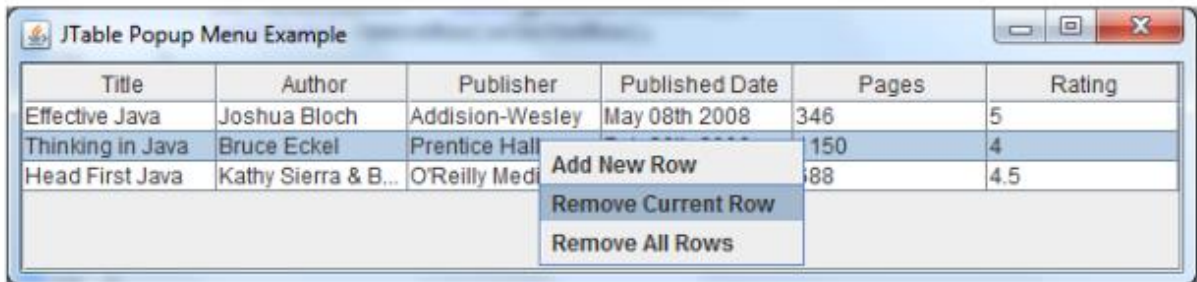 JTable Popup Menu Example
Title Author Publisher Published Date Pages Rating
Effective Java Joshua Bloch Addision-Wesley May 08th 2008 346 5
Thinking in Java Bruce Eckel Prentice Hall 1150 4
Head First Java Kathy Sierra & B... O'Reilly Medi 688 4.5
Add New Row
Remove Current Row
Remove All Rows